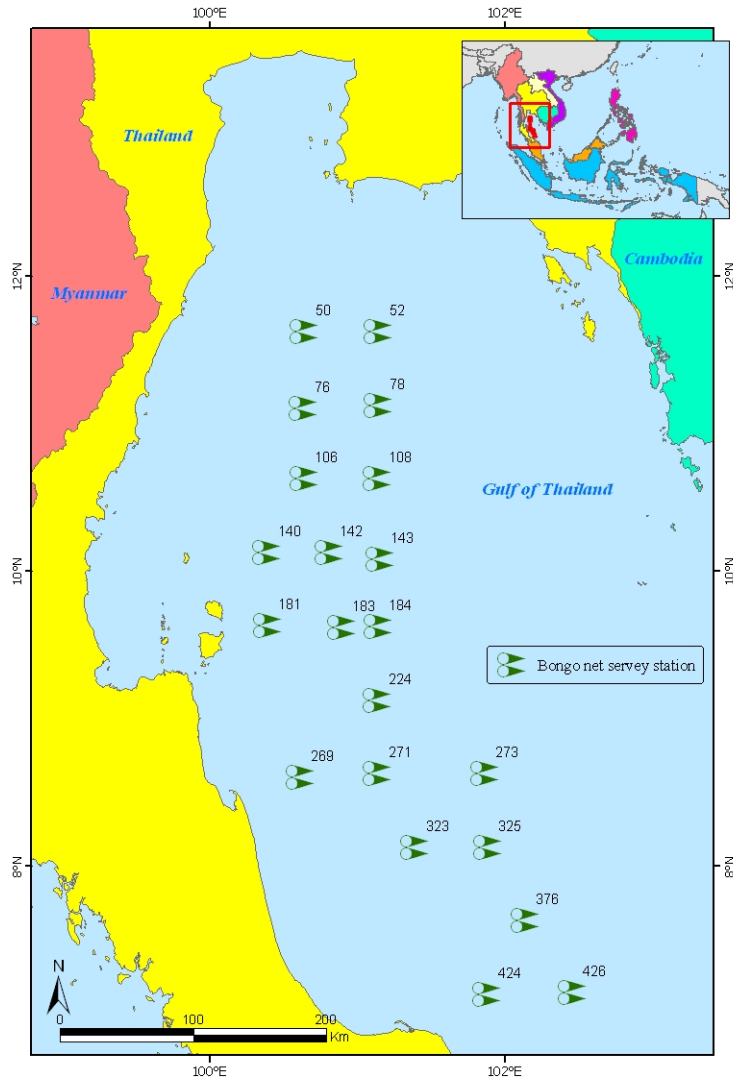 100°E
102°E
Thailand
12°N
12°N
Cambodia
Myanmar
50
52
76
78
106
108
Gulf of Thailand
140
142
143
10°N
10°N
181
183
184
Bongo net servey station
224
269
271
273
323
325
8°N
8°N
376
N
424
426
0
100
200
Km
100°E
102°E